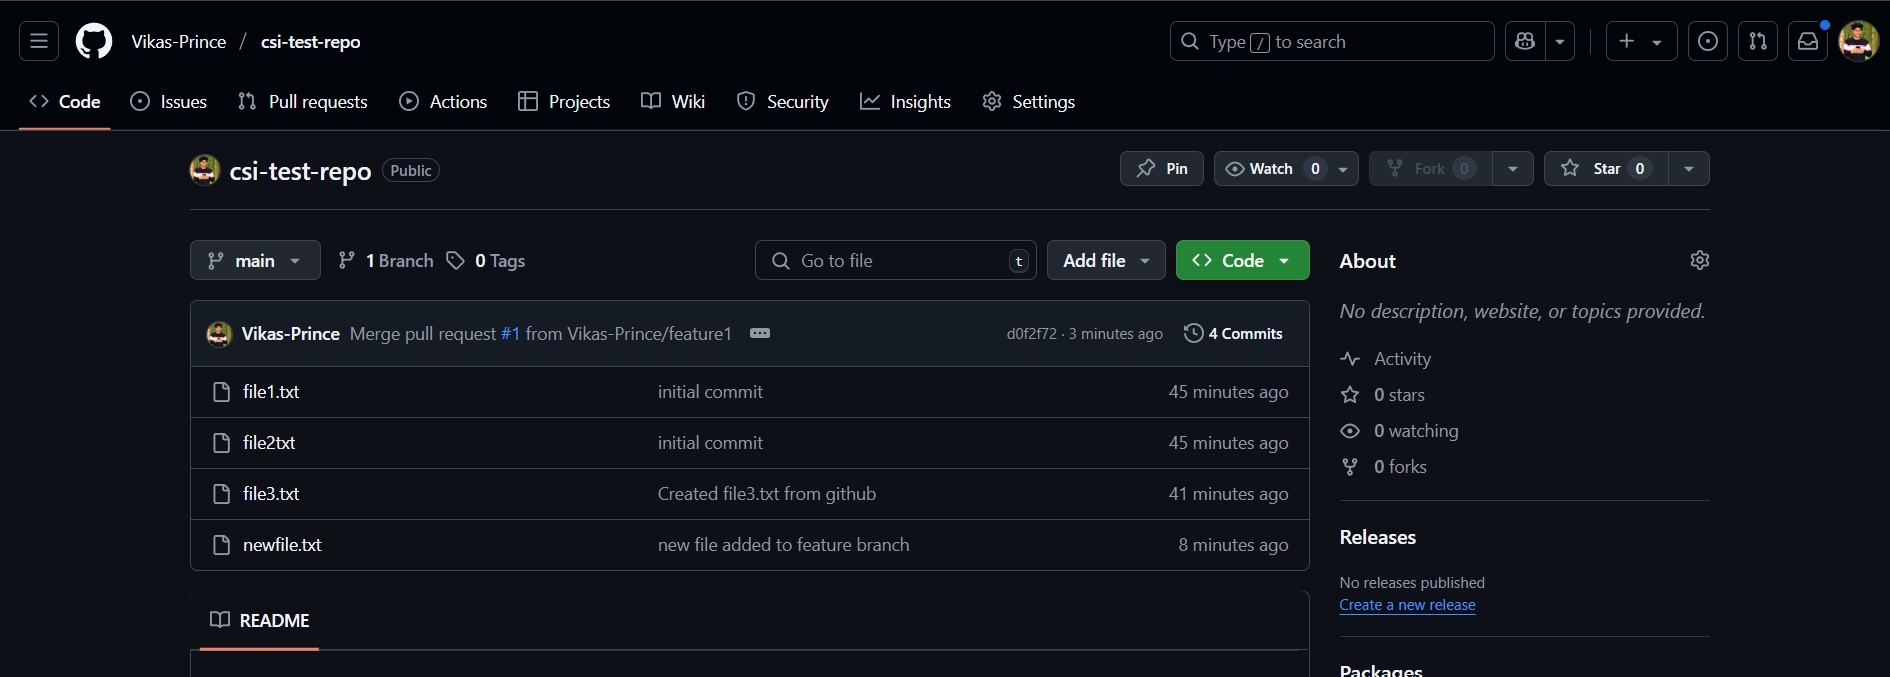 Vikas-Prince / csi-test-repo
Type / to search
Code Issues Pull requests Actions Projects Wiki Security Insights Settings
csi-test-repo Public
Pin Watch 0 Fork 0 Star 0
main 1 Branch 0 Tags Go to file t Add file Code
Vikas-Prince Merge pull request #1 from Vikas-Prince/feature1 d0f2f72 · 3 minutes ago 4 Commits
file1.txt initial commit 45 minutes ago
file2txt initial commit 45 minutes ago
file3.txt Created file3.txt from github 41 minutes ago
newfile.txt new file added to feature branch 8 minutes ago
README
About
No description, website, or topics provided.
Activity
0 stars
0 watching
0 forks
Releases
No releases published
Create a new release
Packages